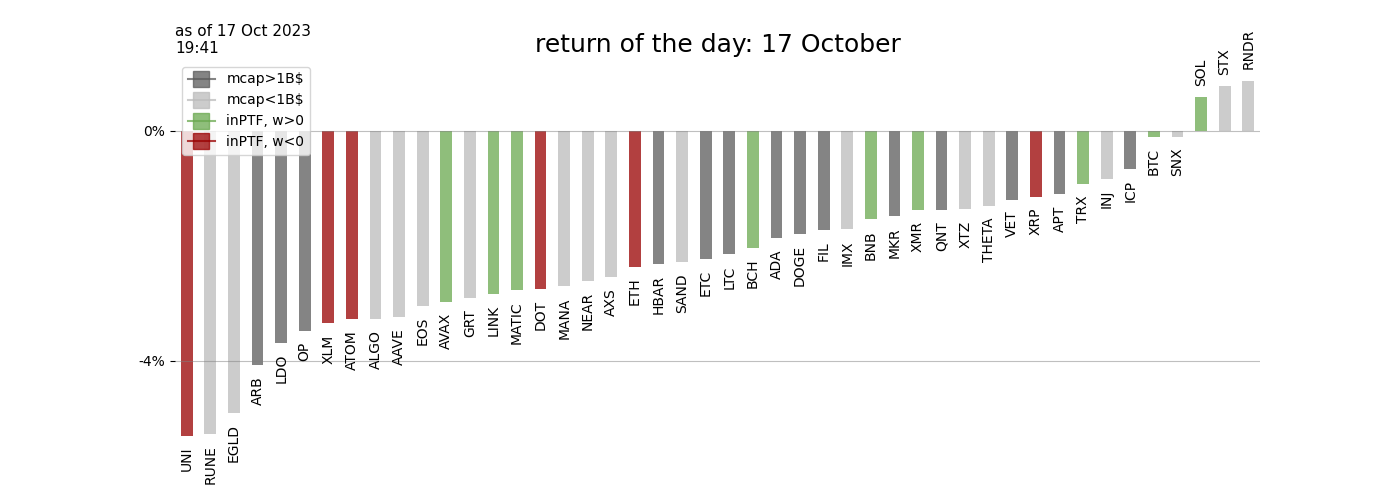 as of 17 Oct 2023
19:41
return of the day: 17 October
mcap>1B$
mcap<1B$
inPTF, w>0
inPTF, w<0
0%
-4%
UNI
RUNE
EGLD
ARB
LDO
OP
XLM
ATOM
ALGO
AAVE
EOS
AVAX
GRT
LINK
MATIC
DOT
MANA
NEAR
AXS
ETH
HBAR
SAND
ETC
LTC
BCH
ADA
DOGE
FIL
IMX
BNB
MKR
XMR
QNT
XTZ
THETA
VET
XRP
APT
TRX
INJ
ICP
BTC
SNX
SOL
STX
RNDR